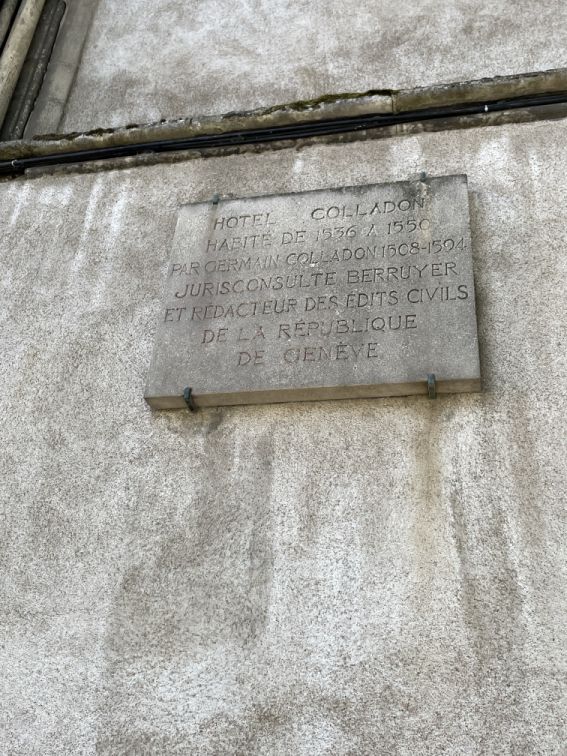 HOTEL COLLADON
HABITÉ DE 1536 A 1550
PAR GERMAIN COLLADON 1508-1594
JURISCONSULTE BERRUYER
ET RÉDACTEUR DES ÉDITS CIVILS
DE LA RÉPUBLIQUE
DE GENÈVE